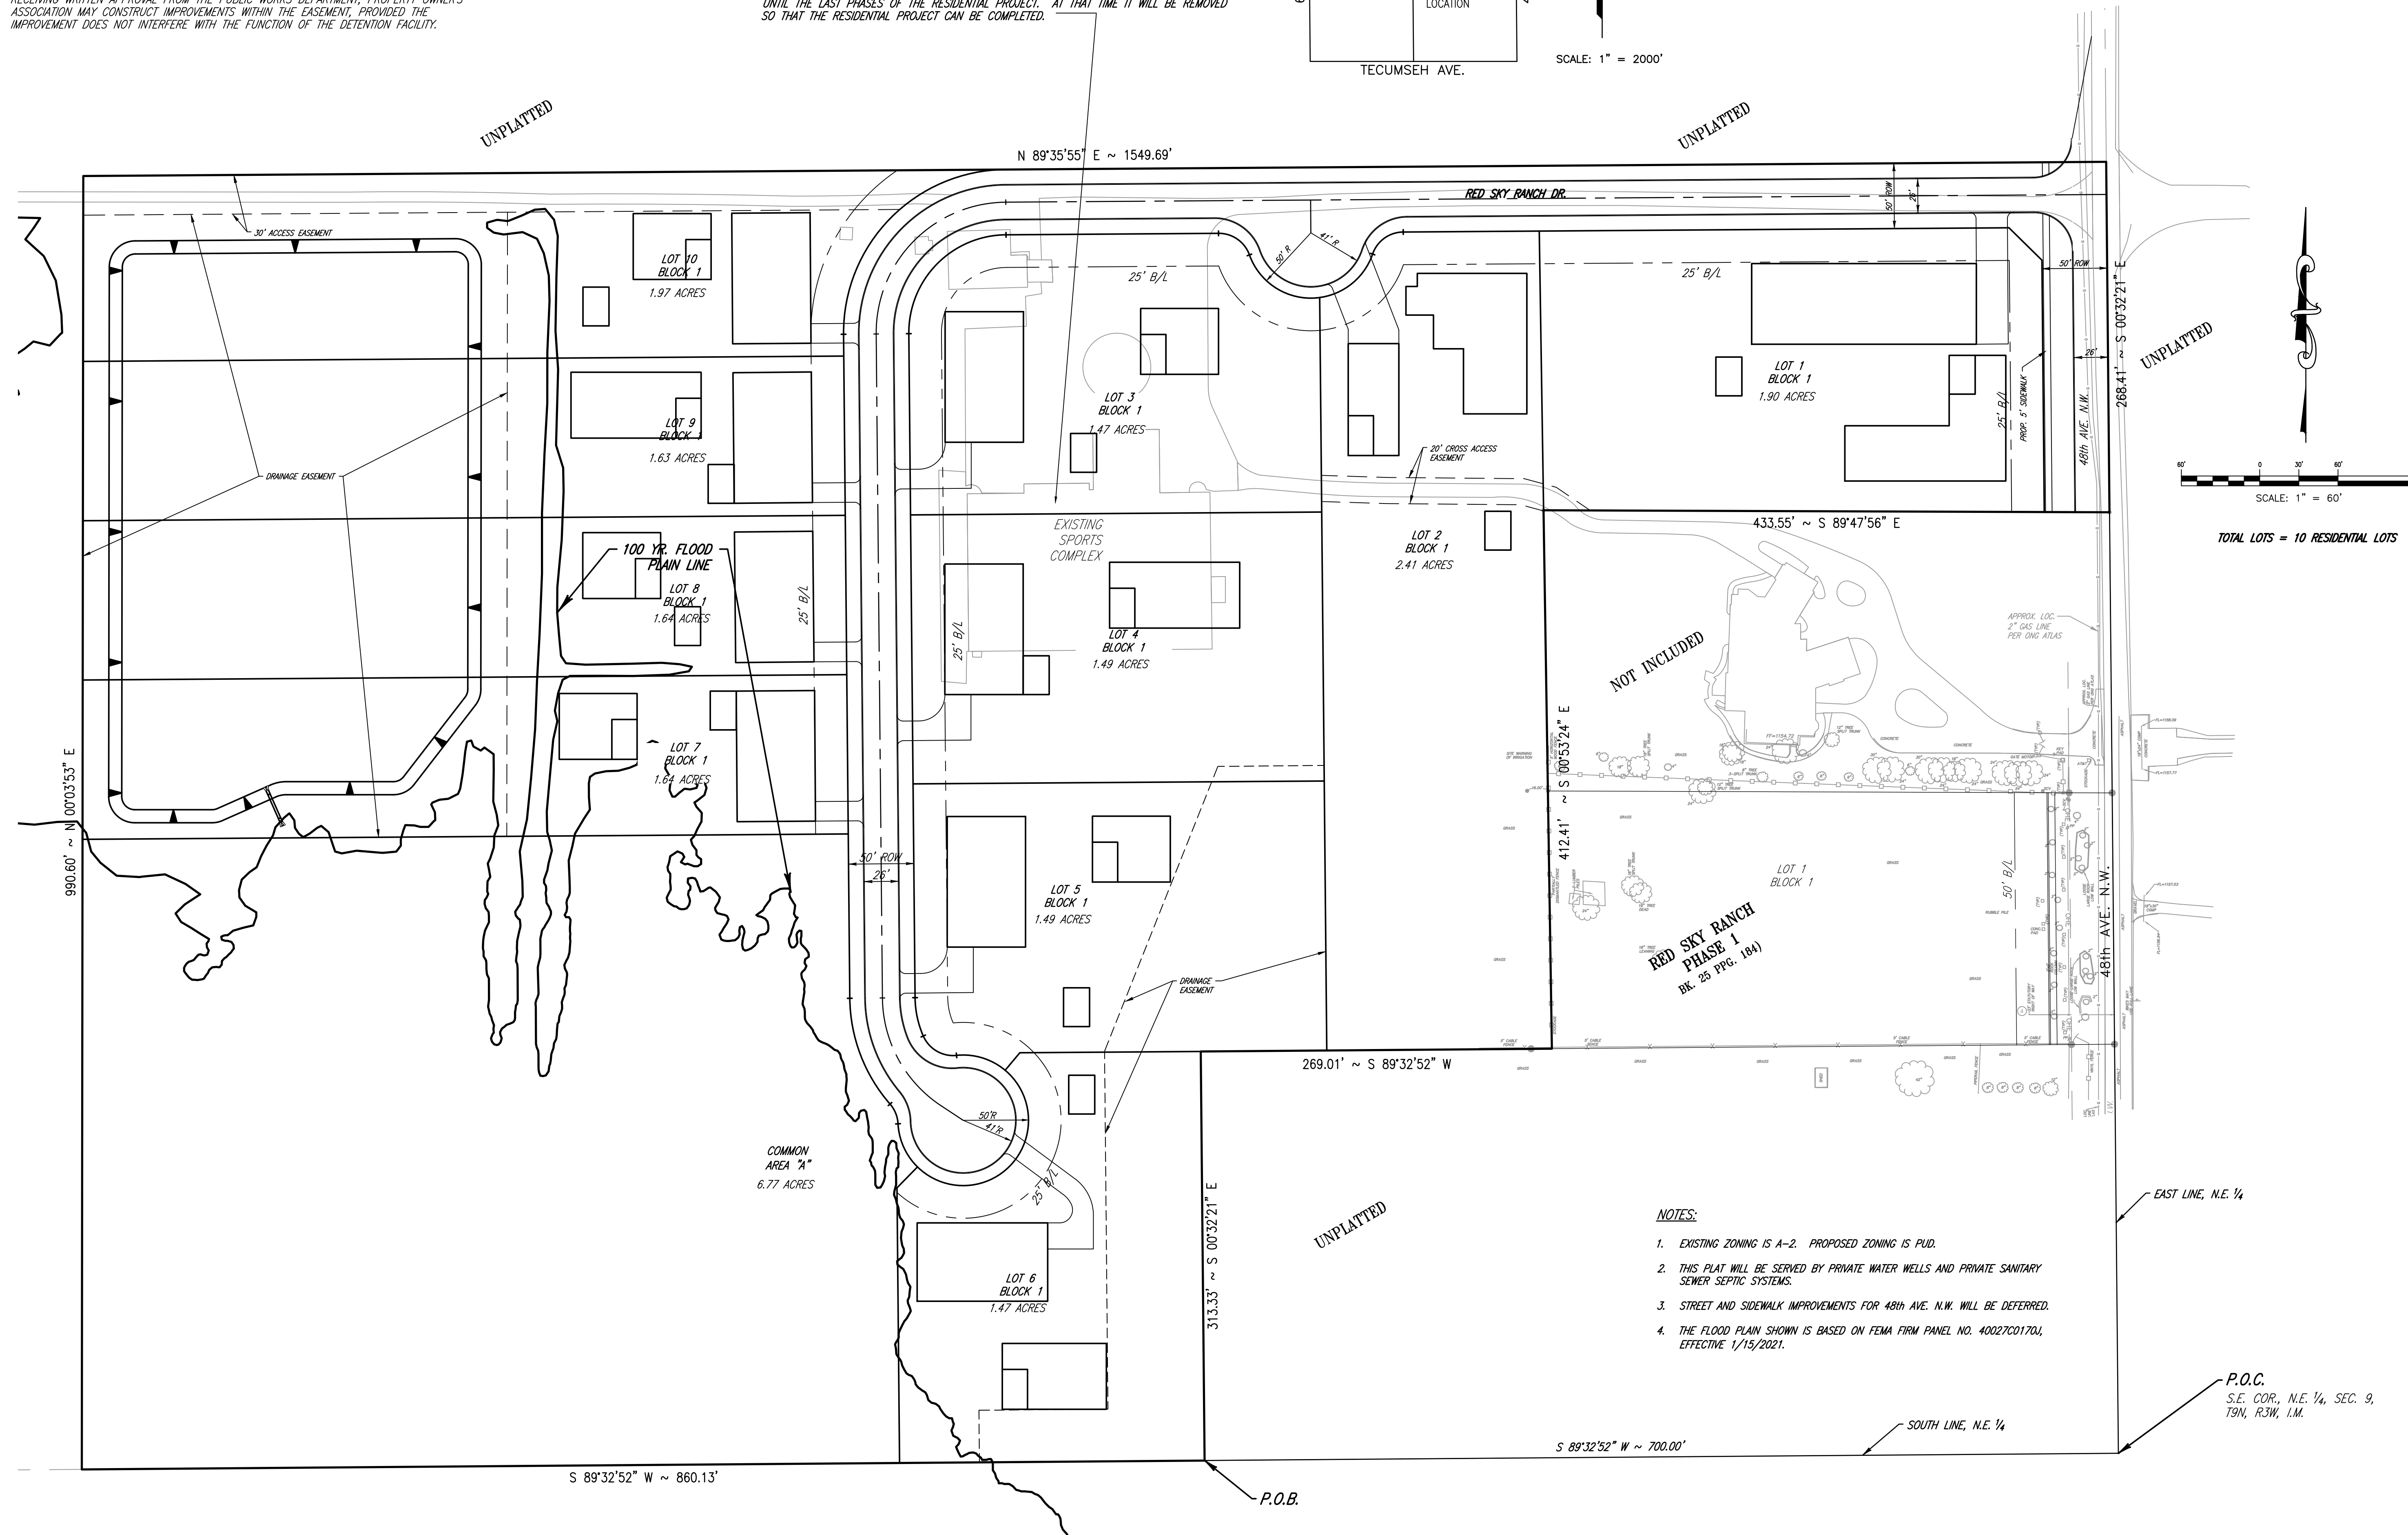 RECEIVING WRITTEN APPROVAL FROM THE PUBLIC WORKS DEPARTMENT, PROPERTY OWNER'S
ASSOCIATION MAY CONSTRUCT IMPROVEMENTS WITHIN THE EASEMENT, PROVIDED THE
IMPROVEMENT DOES NOT INTERFERE WITH THE FUNCTION OF THE DETENTION FACILITY.
UNTIL THE LAST PHASES OF THE RESIDENTIAL PROJECT. AT THAT TIME IT WILL BE REMOVED
SO THAT THE RESIDENTIAL PROJECT CAN BE COMPLETED.
LOCATION
TECUMSEH AVE.
SCALE: 1" = 2000'
UNPLATTED
UNPLATTED
N 89°35'55" E ~ 1549.69'
RED SKY RANCH DR.
50' ROW
26'
30' ACCESS EASEMENT
LOT 10
BLOCK 1
1.97 ACRES
50' R
41' R
25' B/L
25' B/L
50' ROW
268.41' ~ S 00°32'21" E
UNPLATTED
26'
LOT 1
BLOCK 1
1.90 ACRES
25' B/L
PROP. 5' SIDEWALK
48th AVE. N.W.
LOT 3
BLOCK 1
1.47 ACRES
LOT 9
BLOCK 1
1.63 ACRES
DRAINAGE EASEMENT
20' CROSS ACCESS
EASEMENT
60' 0 30' 60'
SCALE: 1" = 60'
TOTAL LOTS = 10 RESIDENTIAL LOTS
433.55' ~ S 89°47'56" E
EXISTING
SPORTS
COMPLEX
LOT 2
BLOCK 1
2.41 ACRES
100 YR. FLOOD
PLAIN LINE
LOT 8
BLOCK 1
1.64 ACRES
25' B/L
25' B/L
LOT 4
BLOCK 1
1.49 ACRES
NOT INCLUDED
APPROX. LOC.
2" GAS LINE
PER ONG ATLAS
LOT 7
BLOCK 1
1.64 ACRES
990.60' ~ N 00°03'53" E
412.41' ~ S 00°53'24" E
FF=1154.72
50' ROW
26'
LOT 5
BLOCK 1
1.49 ACRES
LOT 1
BLOCK 1
50' B/L
48th AVE. N.W.
RED SKY RANCH
PHASE 1
BK. 25 PPG. 184)
DRAINAGE
EASEMENT
269.01' ~ S 89°32'52" W
50'R
41'R
25' B/L
COMMON
AREA "A"
6.77 ACRES
313.33' ~ S 00°32'21" E
UNPLATTED
LOT 6
BLOCK 1
1.47 ACRES
NOTES:
1. EXISTING ZONING IS A-2. PROPOSED ZONING IS PUD.
2. THIS PLAT WILL BE SERVED BY PRIVATE WATER WELLS AND PRIVATE SANITARY
SEWER SEPTIC SYSTEMS.
3. STREET AND SIDEWALK IMPROVEMENTS FOR 48th AVE. N.W. WILL BE DEFERRED.
4. THE FLOOD PLAIN SHOWN IS BASED ON FEMA FIRM PANEL NO. 40027C0170J,
EFFECTIVE 1/15/2021.
EAST LINE, N.E. 1/4
P.O.C.
S.E. COR., N.E. 1/4, SEC. 9,
T9N, R3W, I.M.
SOUTH LINE, N.E. 1/4
S 89°32'52" W ~ 700.00'
S 89°32'52" W ~ 860.13'
P.O.B.